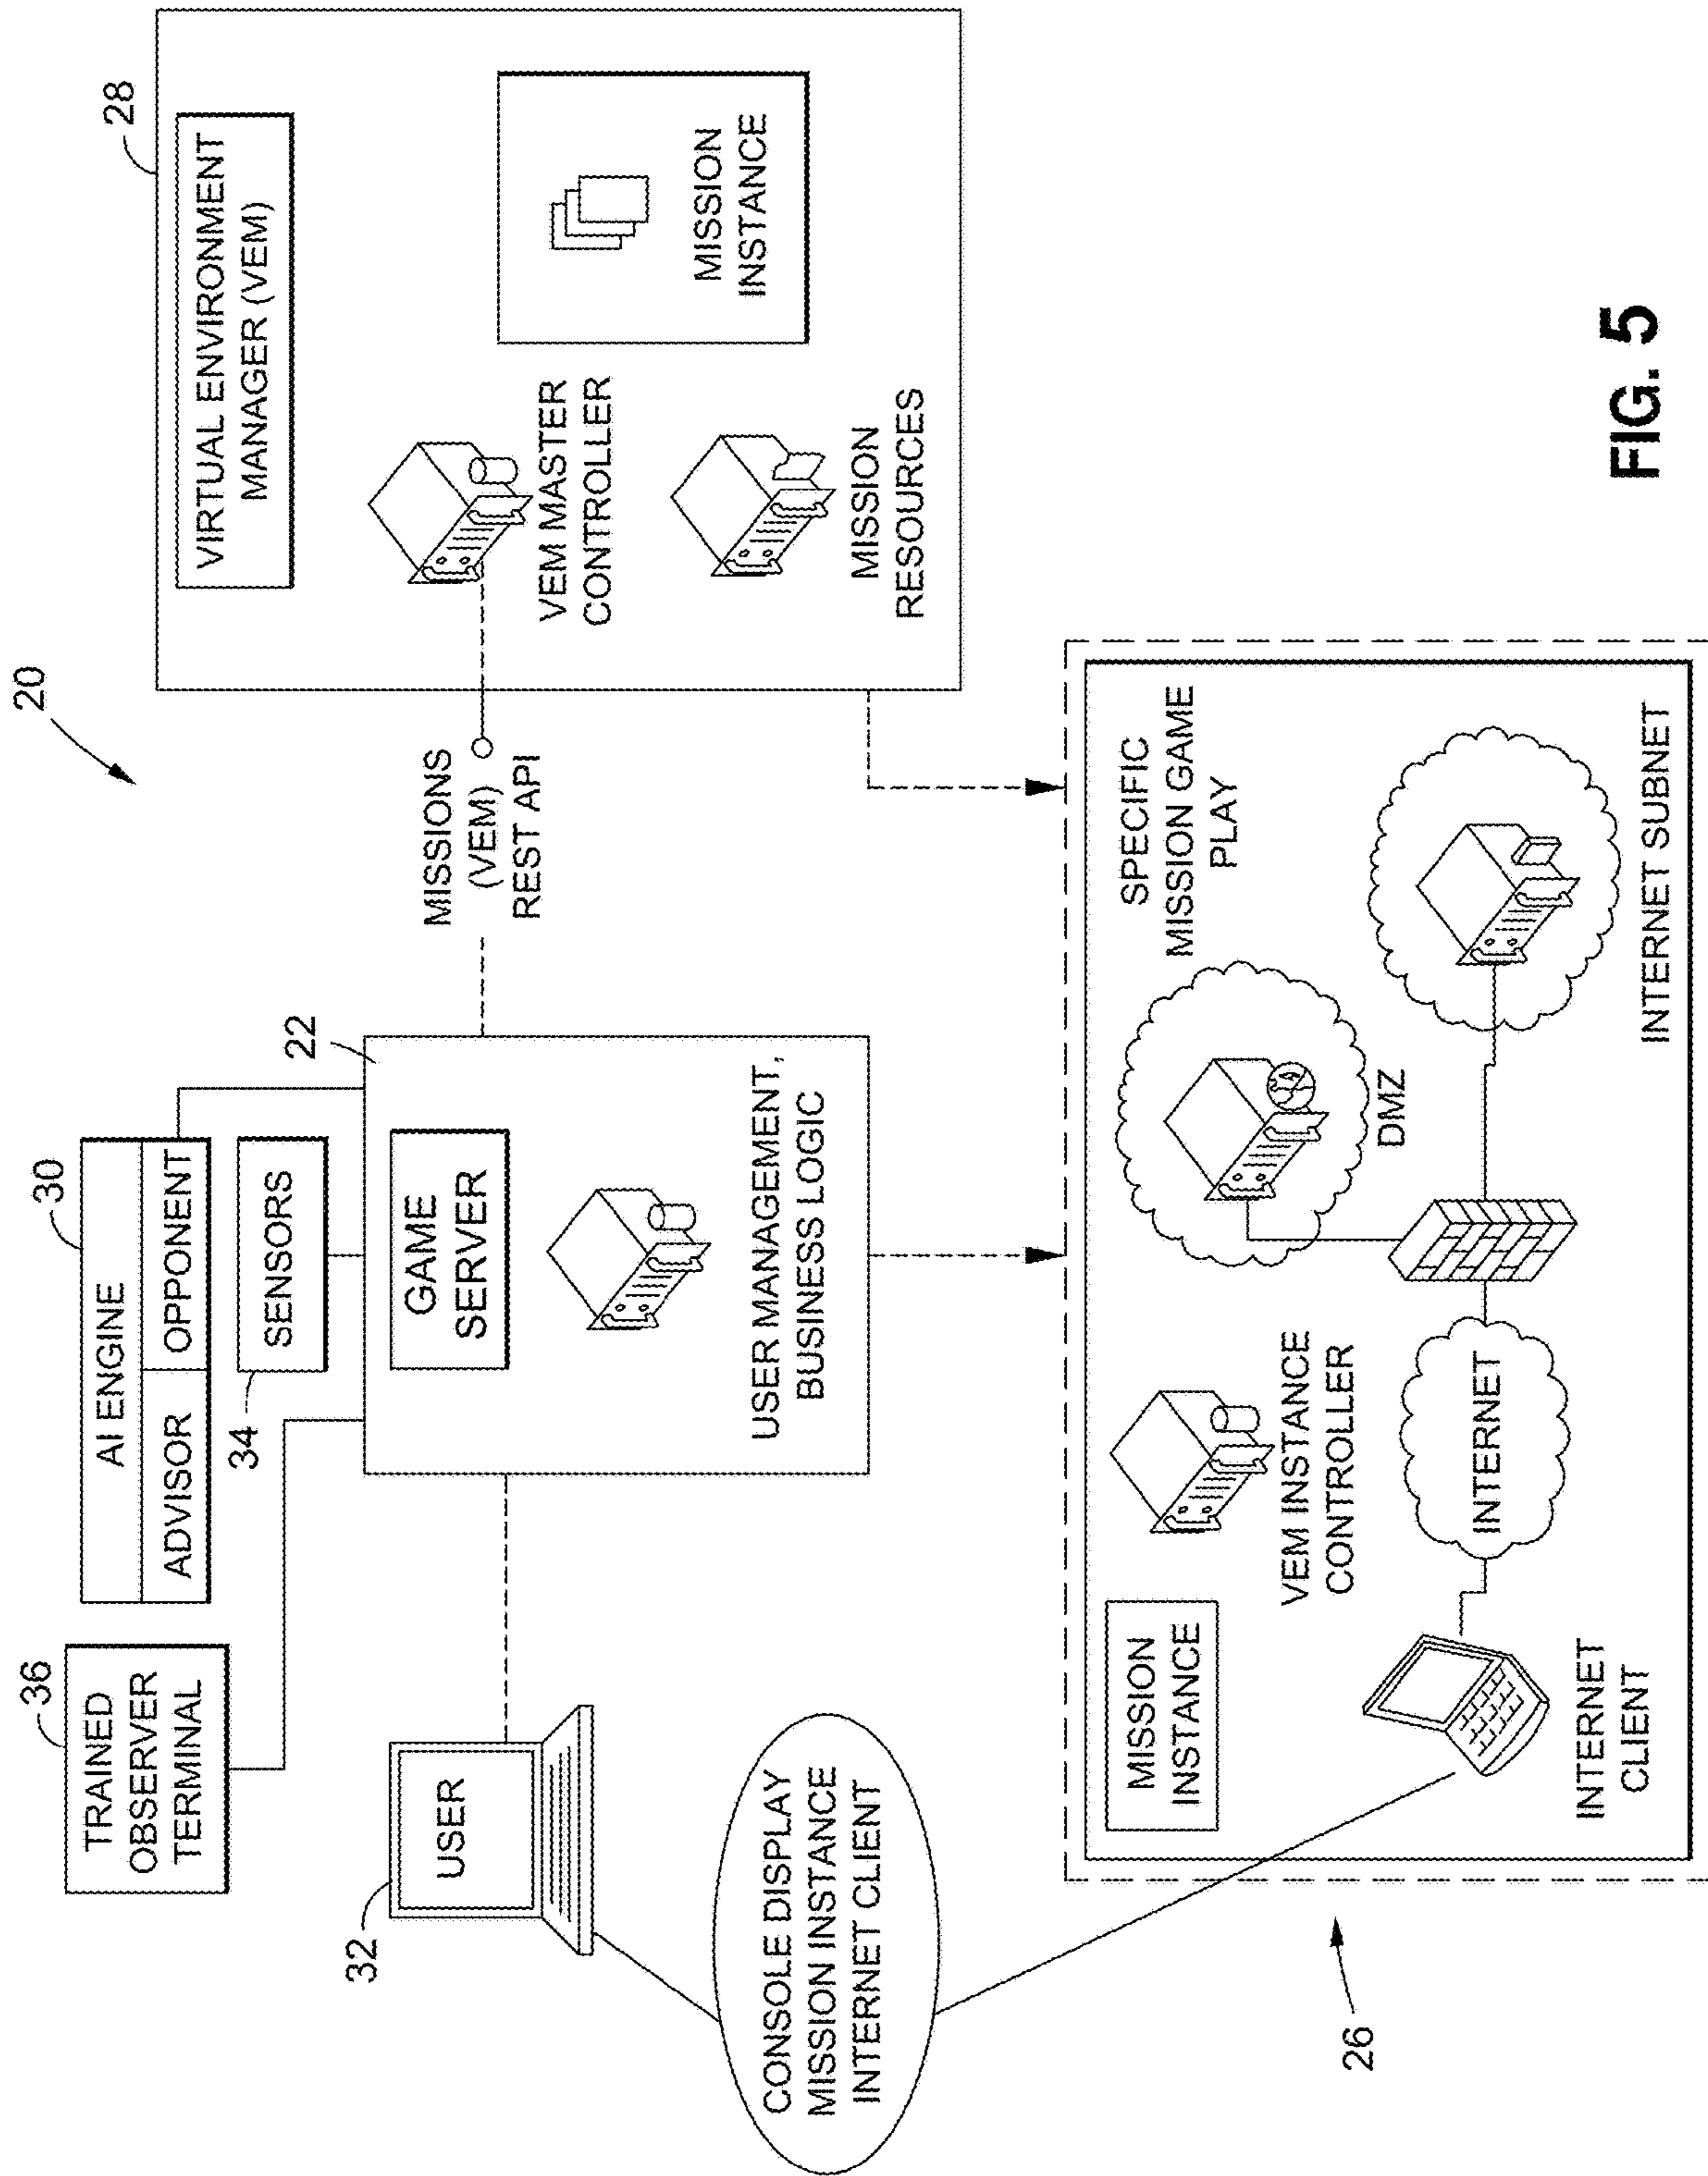 20
36
TRAINED
OBSERVER
TERMINAL
30
AI ENGINE
ADVISOR
OPPONENT
34
SENSORS
22
GAME
SERVER
USER MANAGEMENT,
BUSINESS LOGIC
32
USER
CONSOLE DISPLAY
MISSION INSTANCE
INTERNET CLIENT
MISSIONS
(VEM)
REST API
28
VIRTUAL ENVIRONMENT
MANAGER (VEM)
VEM MASTER
CONTROLLER
MISSION
INSTANCE
MISSION
RESOURCES
26
MISSION
INSTANCE
VEM INSTANCE
CONTROLLER
SPECIFIC
MISSION GAME
PLAY
DMZ
INTERNET
INTERNET
CLIENT
INTERNET SUBNET
FIG. 5